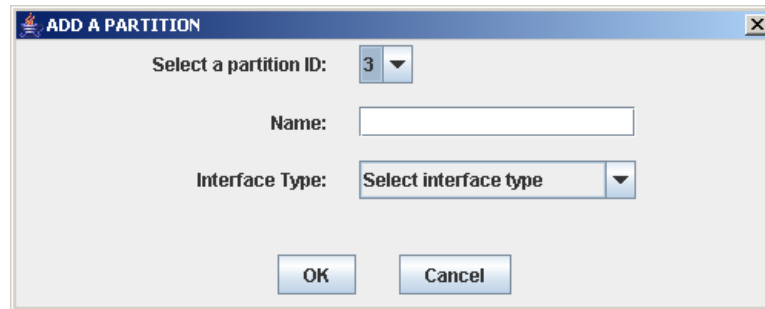 ADD A PARTITION
Select a partition ID: 3
Name:
Interface Type: Select interface type
OK Cancel